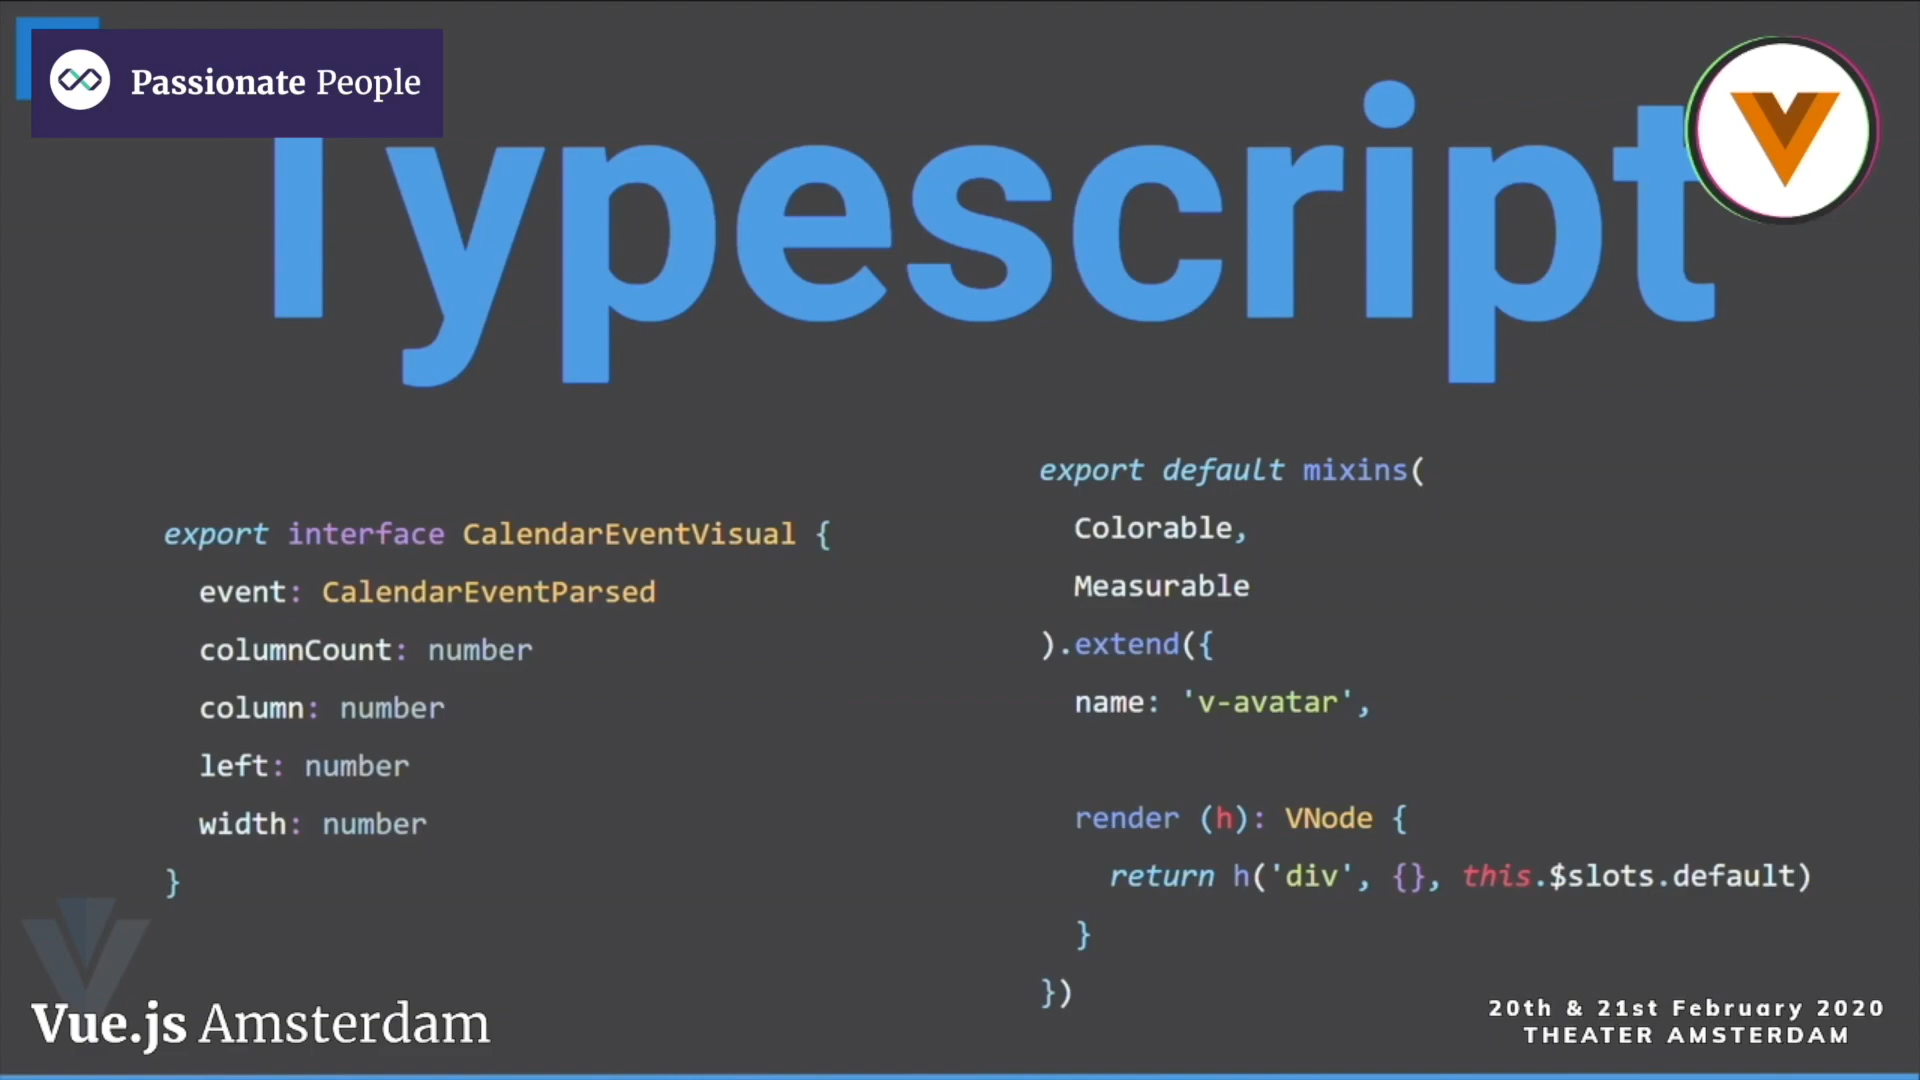 Passionate People
Typescript
export interface CalendarEventVisual {
  event: CalendarEventParsed
  columnCount: number
  column: number
  left: number
  width: number
}
export default mixins(
  Colorable,
  Measurable
).extend({
  name: 'v-avatar',
  render (h): VNode {
    return h('div', {}, this.$slots.default)
  }
})
Vue.js Amsterdam
20th & 21st February 2020
THEATER AMSTERDAM